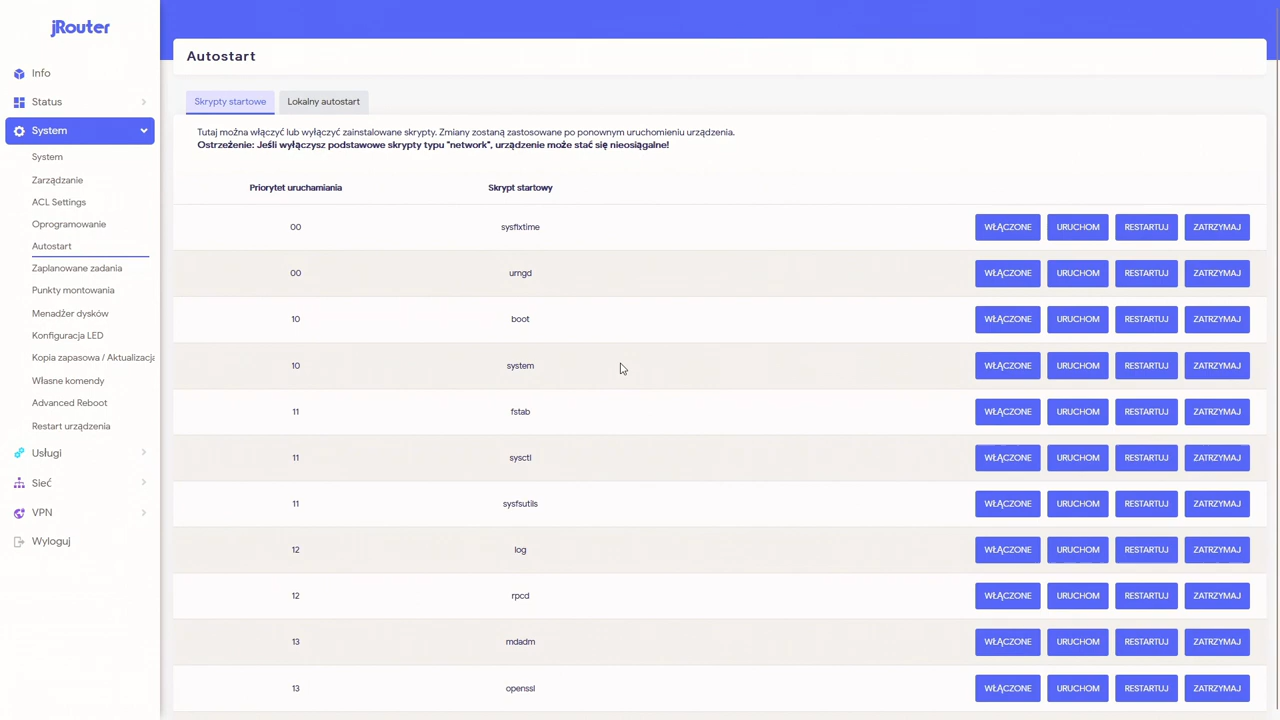 jRouter
Info
Status
System
System
Zarządzanie
ACL Settings
Oprogramowanie
Autostart
Zaplanowane zadania
Punkty montowania
Menadżer dysków
Konfiguracja LED
Kopia zapasowa / Aktualizacja
Własne komendy
Advanced Reboot
Restart urządzenia
Usługi
Sieć
VPN
Wyloguj
Autostart
Skrypty startowe Lokalny autostart
Tutaj można włączyć lub wyłączyć zainstalowane skrypty. Zmiany zostaną zastosowane po ponownym uruchomieniu urządzenia.
Ostrzeżenie: Jeśli wyłączysz podstawowe skrypty typu "network", urządzenie może stać się nieosiągalne!
Priorytet uruchamiania Skrypt startowy
00 sysfixtime WŁĄCZONE URUCHOM RESTARTUJ ZATRZYMAJ
00 urngd WŁĄCZONE URUCHOM RESTARTUJ ZATRZYMAJ
10 boot WŁĄCZONE URUCHOM RESTARTUJ ZATRZYMAJ
10 system WŁĄCZONE URUCHOM RESTARTUJ ZATRZYMAJ
11 fstab WŁĄCZONE URUCHOM RESTARTUJ ZATRZYMAJ
11 sysctl WŁĄCZONE URUCHOM RESTARTUJ ZATRZYMAJ
11 sysfsutils WŁĄCZONE URUCHOM RESTARTUJ ZATRZYMAJ
12 log WŁĄCZONE URUCHOM RESTARTUJ ZATRZYMAJ
12 rpcd WŁĄCZONE URUCHOM RESTARTUJ ZATRZYMAJ
13 mdadm WŁĄCZONE URUCHOM RESTARTUJ ZATRZYMAJ
13 openssl WŁĄCZONE URUCHOM RESTARTUJ ZATRZYMAJ